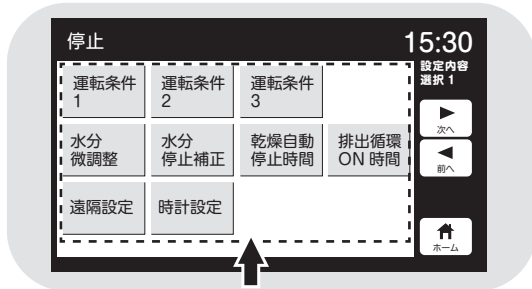 停止
15:30
設定内容
選択 1
運転条件
1
運転条件
2
運転条件
3
次へ
水分
微調整
水分
停止補正
乾燥自動
停止時間
排出循環
ON 時間
前へ
遠隔設定
時計設定
ホーム